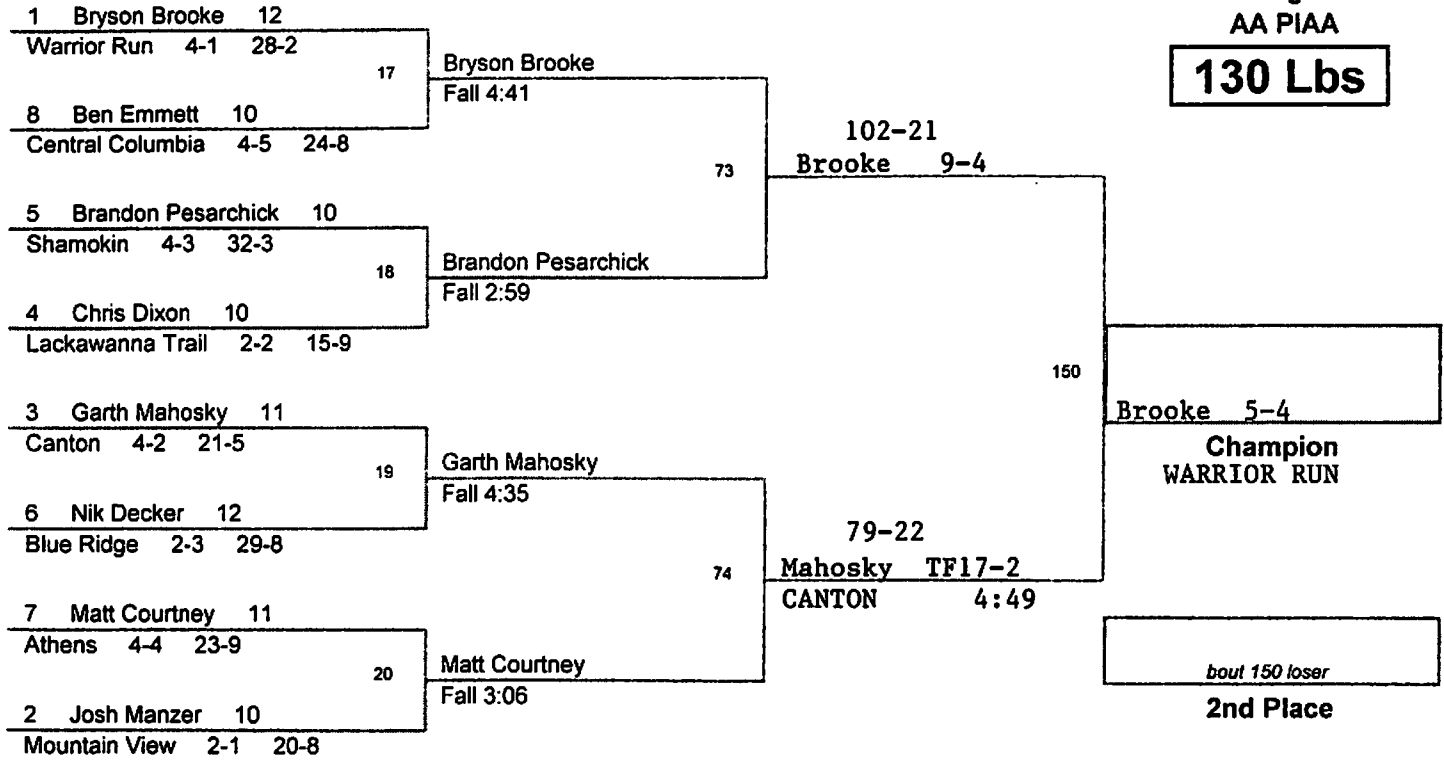 AA PIAA
130 Lbs
1 Bryson Brooke 12
Warrior Run 4-1 28-2
17
Bryson Brooke
Fall 4:41
8 Ben Emmett 10
Central Columbia 4-5 24-8
102-21
73
Brooke 9-4
5 Brandon Pesarchick 10
Shamokin 4-3 32-3
18
Brandon Pesarchick
Fall 2:59
4 Chris Dixon 10
Lackawanna Trail 2-2 15-9
150
Brooke 5-4
Champion
WARRIOR RUN
3 Garth Mahosky 11
Canton 4-2 21-5
19
Garth Mahosky
Fall 4:35
6 Nik Decker 12
Blue Ridge 2-3 29-8
79-22
74
Mahosky TF17-2
CANTON 4:49
7 Matt Courtney 11
Athens 4-4 23-9
20
Matt Courtney
Fall 3:06
2 Josh Manzer 10
Mountain View 2-1 20-8
bout 150 loser
2nd Place